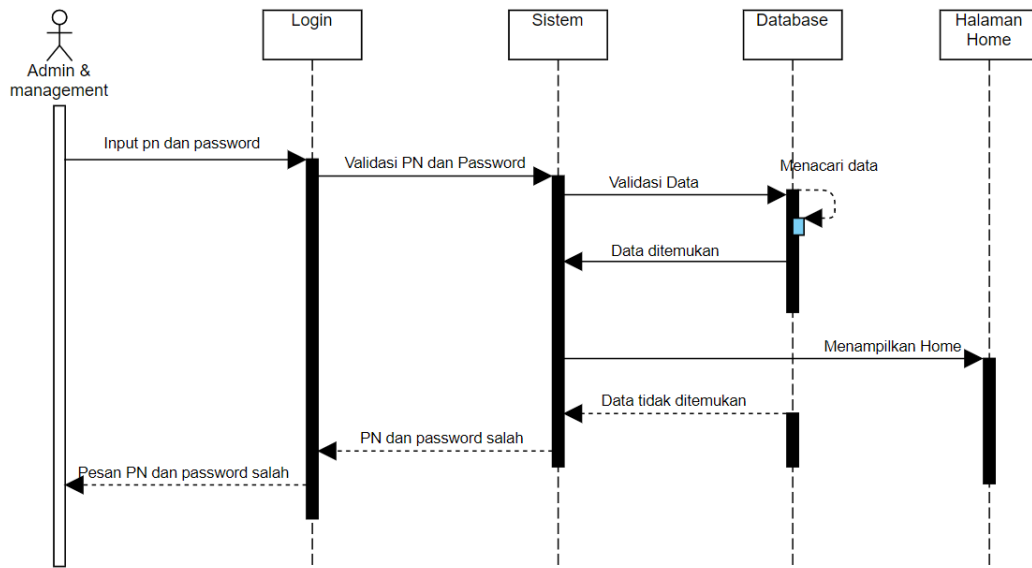 Login
Sistem
Database
Halaman
Home
Admin &
management
Input pn dan password
Validasi PN dan Password
Validasi Data
Menacari data
Data ditemukan
Menampilkan Home
Data tidak ditemukan
PN dan password salah
Pesan PN dan password salah